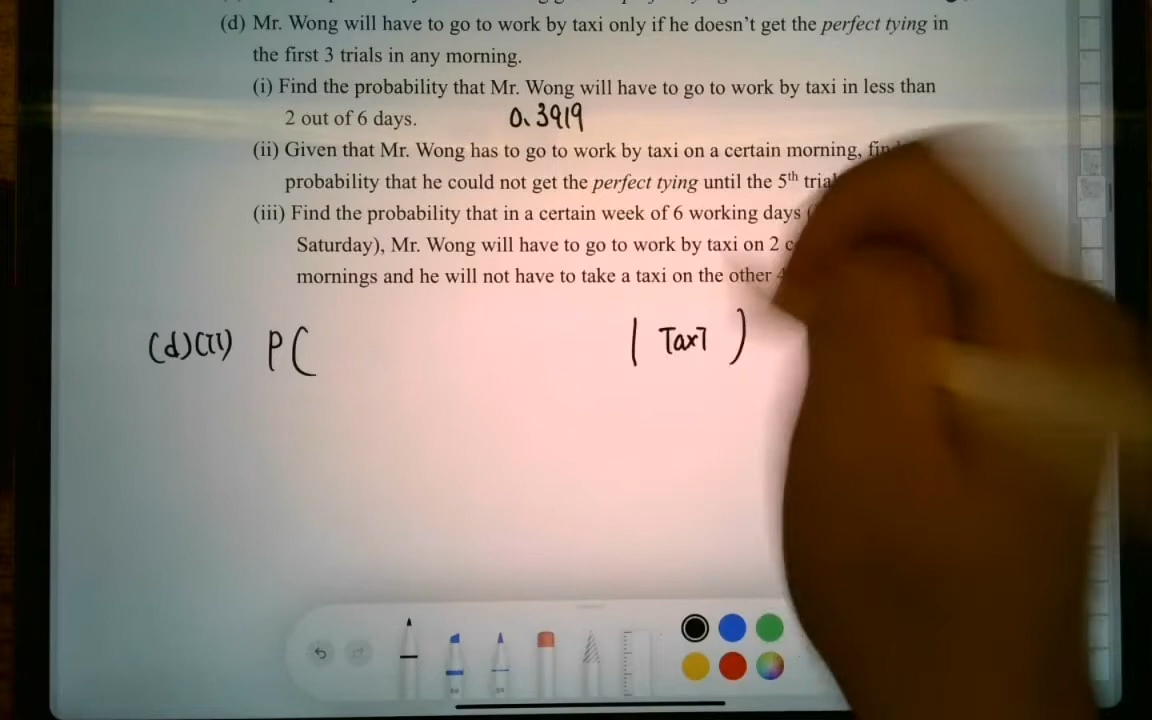 (d) Mr. Wong will have to go to work by taxi only if he doesn't get the perfect tying in
the first 3 trials in any morning.
(i) Find the probability that Mr. Wong will have to go to work by taxi in less than
2 out of 6 days. 0.3919
(ii) Given that Mr. Wong has to go to work by taxi on a certain morning,
probability that he could not get the perfect tying until the 5th
(iii) Find the probability that in a certain week of 6 working days
Saturday), Mr. Wong will have to go to work by taxi on 2
mornings and he will not have to take a taxi on the other
(d)(ii) P( | Taxi )